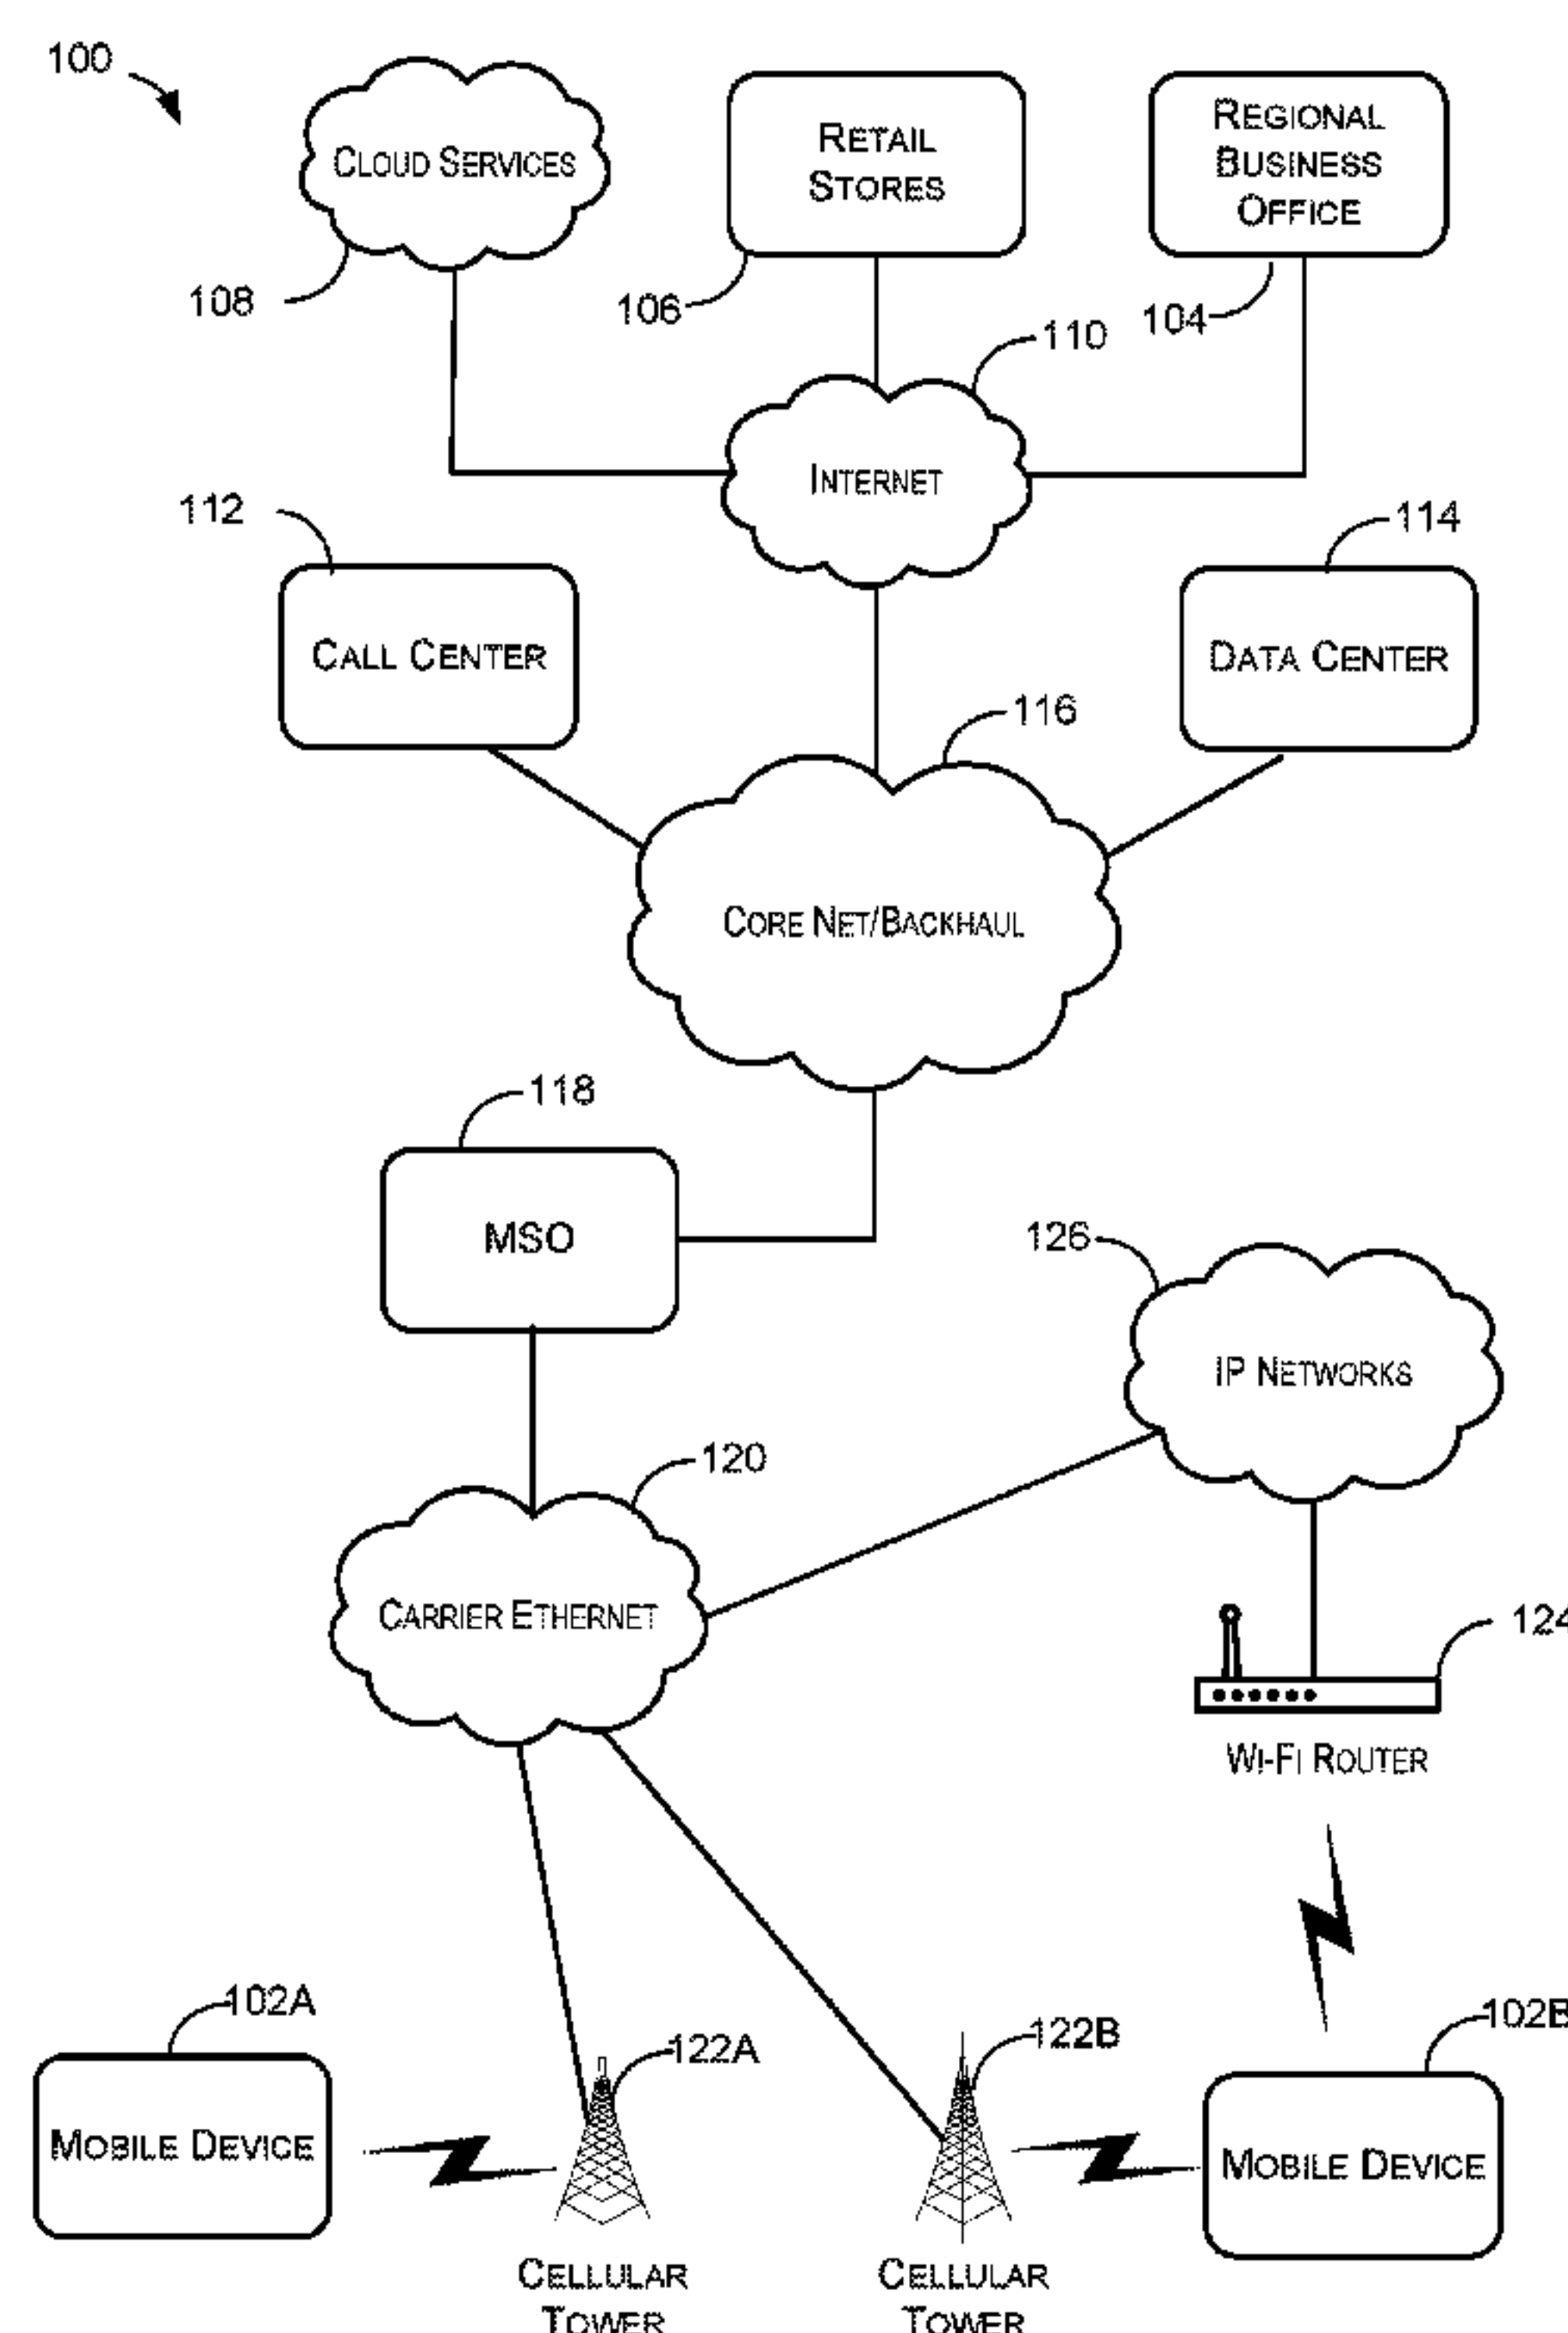 100
CLOUD SERVICES
RETAIL
STORES
REGIONAL
BUSINESS
OFFICE
108
106
104
110
INTERNET
112
114
CALL CENTER
DATA CENTER
116
CORE NET/BACKHAUL
118
MSO
126
IP NETWORKS
120
CARRIER ETHERNET
124
WI-FI ROUTER
102A
122A
122B
102B
MOBILE DEVICE
MOBILE DEVICE
CELLULAR
TOWER
CELLULAR
TOWER